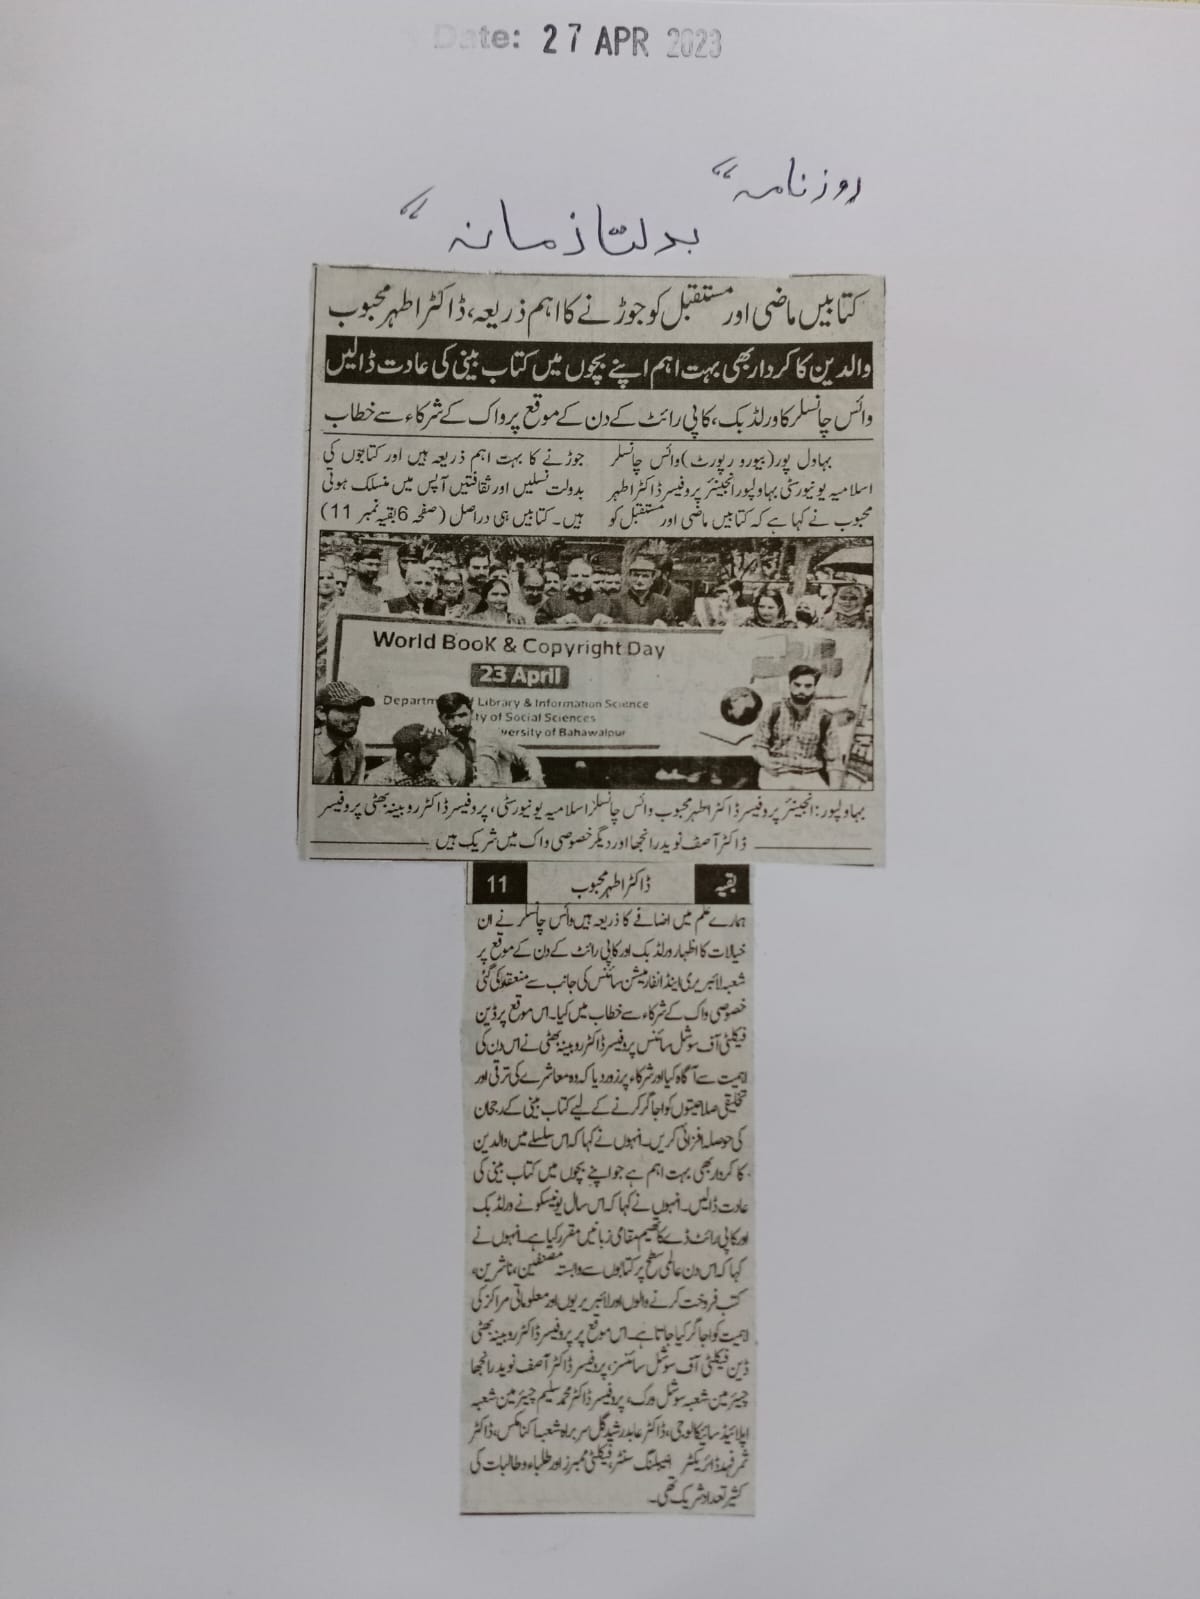 Date: 27 APR 2023
روزنامہ "
بدلتا زمانہ "
کتابیں ماضی اور مستقبل کو جوڑنے کا اہم ذریعہ، ڈاکٹر اطہر محبوب
والدین کا کردار بھی بہت اہم اپنے بچوں میں کتاب بینی کی عادت ڈالیں
وائس چانسلر کا ورلڈ بک، کاپی رائٹ کے دن کے موقع پر واک کے شرکاء سے خطاب
بہاول پور (بیورو رپورٹ) وائس چانسلر
اسلامیہ یونیورسٹی بہاولپور انجینئر پروفیسر ڈاکٹر اطہر
محبوب نے کہا ہے کہ کتابیں ماضی اور مستقبل کو
جوڑنے کا بہت اہم ذریعہ ہیں اور کتابوں کی
بدولت نسلیں اور ثقافتیں آپس میں منسلک ہوتی
ہیں۔ کتابیں ہی دراصل (صفحہ 6 بقیہ نمبر 11)
World Book & Copyright Day
23 April
Library & Information Science
ty of Social Sciences
versity of Bahawalpur
بہاولپور: انجینئر پروفیسر ڈاکٹر اطہر محبوب وائس چانسلر اسلامیہ یونیورسٹی، پروفیسر ڈاکٹر روبینہ بھٹی پروفیسر
ڈاکٹر آصف نوید رانجھا اور دیگر خصوصی واک میں شریک ہیں
بقیہ ڈاکٹر اطہر محبوب 11
ہمارے علم میں اضافے کا ذریعہ ہیں وائس چانسلر نے ان
خیالات کا اظہار ورلڈ بک اور کاپی رائٹ کے دن کے موقع پر
شعبہ لائبریری اینڈ انفارمیشن سائنس کی جانب سے منعقد کی گئی
خصوصی واک کے شرکاء سے خطاب میں کیا۔ اس موقع پر ڈین
فیکلٹی آف سوشل سائنس پروفیسر ڈاکٹر روبینہ بھٹی نے اس دن کی
اہمیت سے آگاہ کیا اور شرکاء پر زور دیا کہ وہ معاشرے کی ترقی اور
تخلیقی صلاحیتوں کو اجاگر کرنے کے لیے کتاب بینی کے رجحان
کی حوصلہ افزائی کریں۔ انہوں نے کہا کہ اس سلسلے میں والدین
کا کردار بھی بہت اہم ہے جو اپنے بچوں میں کتاب بینی کی
عادت ڈالیں۔ انہوں نے کہا کہ اس سال یونیسکو نے ورلڈ بک
اور کاپی رائٹ ڈے کا تھیم مقامی زبانیں مقرر کیا ہے۔ انہوں نے
کہا کہ اس دن عالمی سطح پر کتابوں سے وابستہ مصنفین، ناشرین،
کتب فروخت کرنے والوں اور لائبریریوں اور معلوماتی مراکز کی
اہمیت کو اجاگر کیا جاتا ہے۔ اس موقع پر پروفیسر ڈاکٹر روبینہ بھٹی
ڈین فیکلٹی آف سوشل سائنسز، پروفیسر ڈاکٹر آصف نوید رانجھا
چیئرمین شعبہ سوشل ورک، پروفیسر ڈاکٹر محمد سلیم چیئرمین شعبہ
اپلائیڈ سائیکالوجی، ڈاکٹر عابد رشید گل سربراہ شعبہ اکنامکس، ڈاکٹر
ثمر فہد ڈائریکٹر سنٹر، فیکلٹی ممبرز اور طلباء و طالبات کی
کثیر تعداد شریک تھی۔